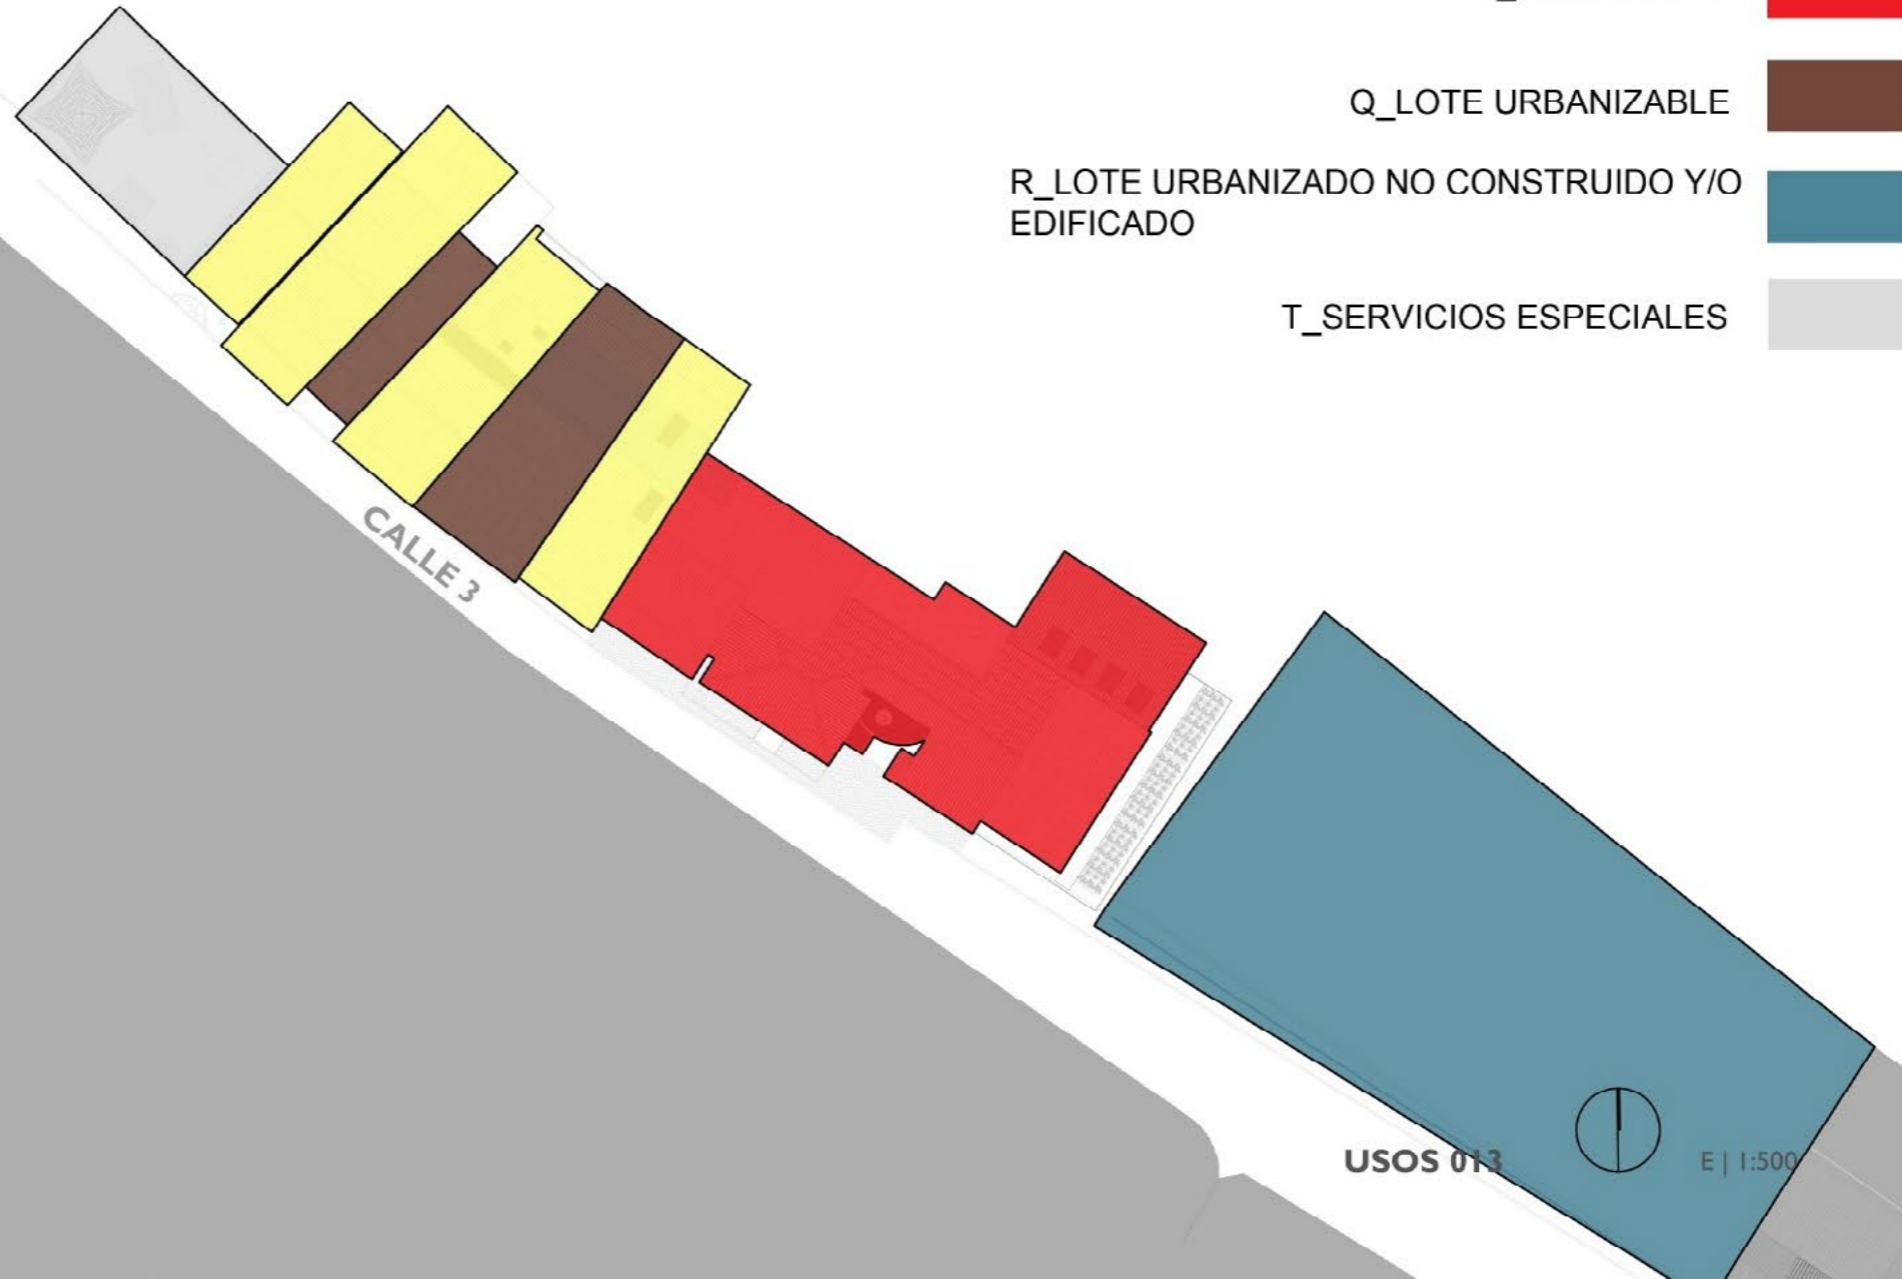 Q_LOTE URBANIZABLE
R_LOTE URBANIZADO NO CONSTRUIDO Y/O
EDIFICADO
T_SERVICIOS ESPECIALES
CALLE 3
USOS 013
E | 1:500